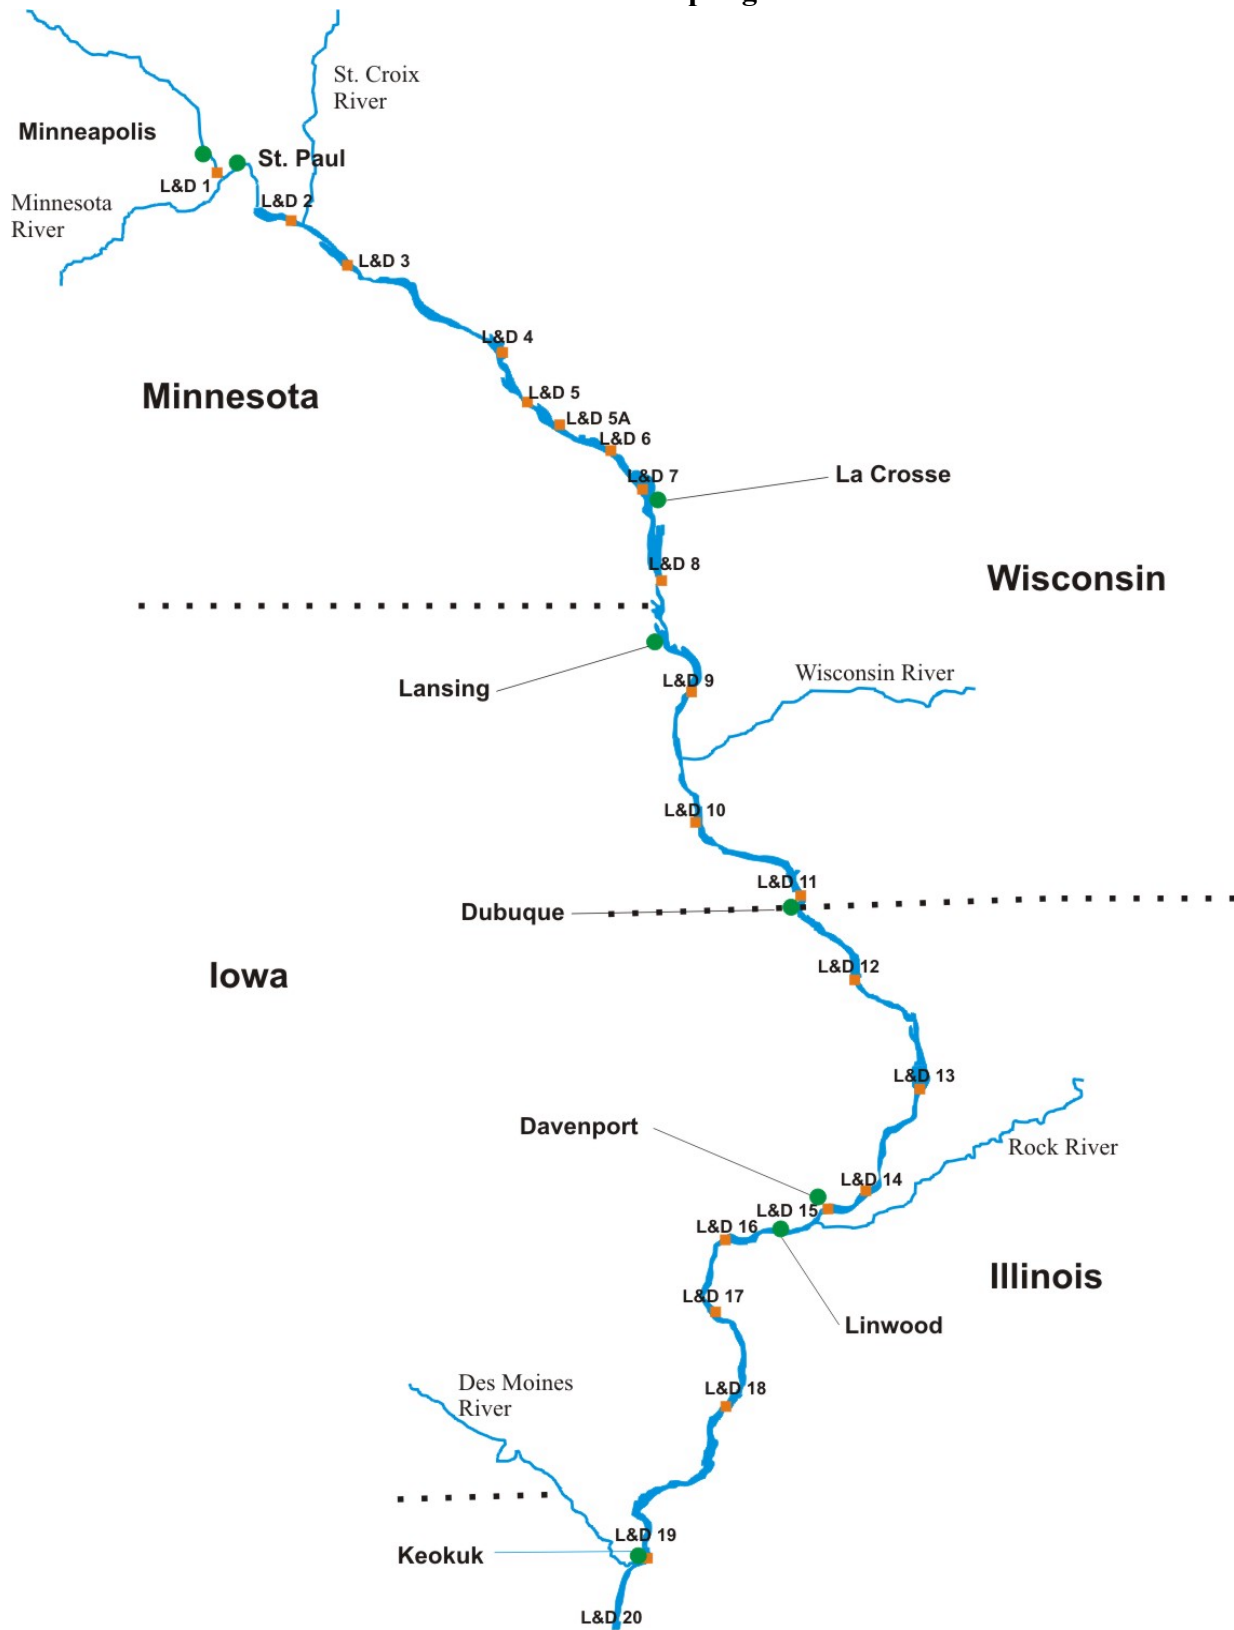 St. Croix
River
Minneapolis
St. Paul
L&D 1
Minnesota
River
L&D 2
L&D 3
L&D 4
Minnesota
L&D 5
L&D 5A
L&D 6
L&D 7
La Crosse
L&D 8
Wisconsin
Lansing
L&D 9
Wisconsin River
L&D 10
L&D 11
Dubuque
L&D 12
Iowa
L&D 13
Davenport
Rock River
L&D 14
L&D 15
L&D 16
Illinois
L&D 17
Linwood
Des Moines
River
L&D 18
L&D 19
Keokuk
L&D 20